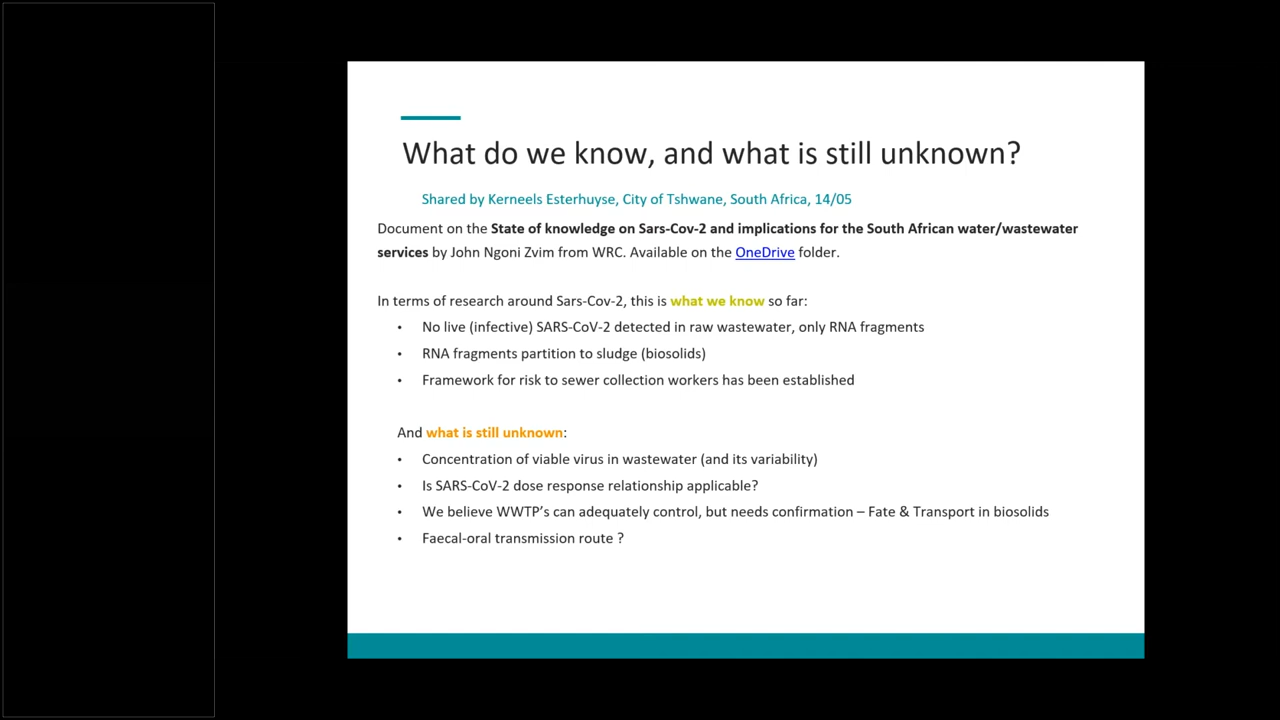 What do we know, and what is still unknown?
Shared by Kerneels Esterhuyse, City of Tshwane, South Africa, 14/05
Document on the State of knowledge on Sars-Cov-2 and implications for the South African water/wastewater
services by John Ngoni Zvim from WRC. Available on the OneDrive folder.
In terms of research around Sars-Cov-2, this is what we know so far:
• No live (infective) SARS-CoV-2 detected in raw wastewater, only RNA fragments
• RNA fragments partition to sludge (biosolids)
• Framework for risk to sewer collection workers has been established
And what is still unknown:
• Concentration of viable virus in wastewater (and its variability)
• Is SARS-CoV-2 dose response relationship applicable?
• We believe WWTP's can adequately control, but needs confirmation – Fate & Transport in biosolids
• Faecal-oral transmission route ?